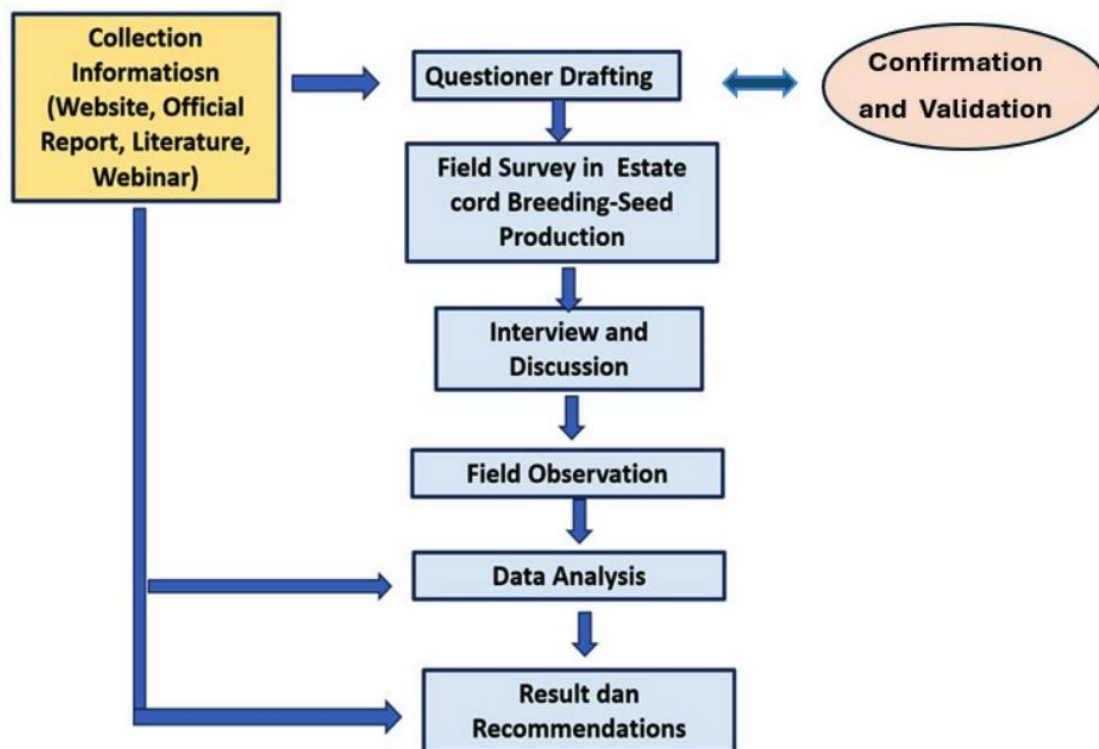 Collection
Informatiosn
(Website, Official
Report, Literature,
Webinar)
Questioner Drafting
Confirmation
and Validation
Field Survey in Estate
cord Breeding-Seed
Production
Interview and
Discussion
Field Observation
Data Analysis
Result dan
Recommendations